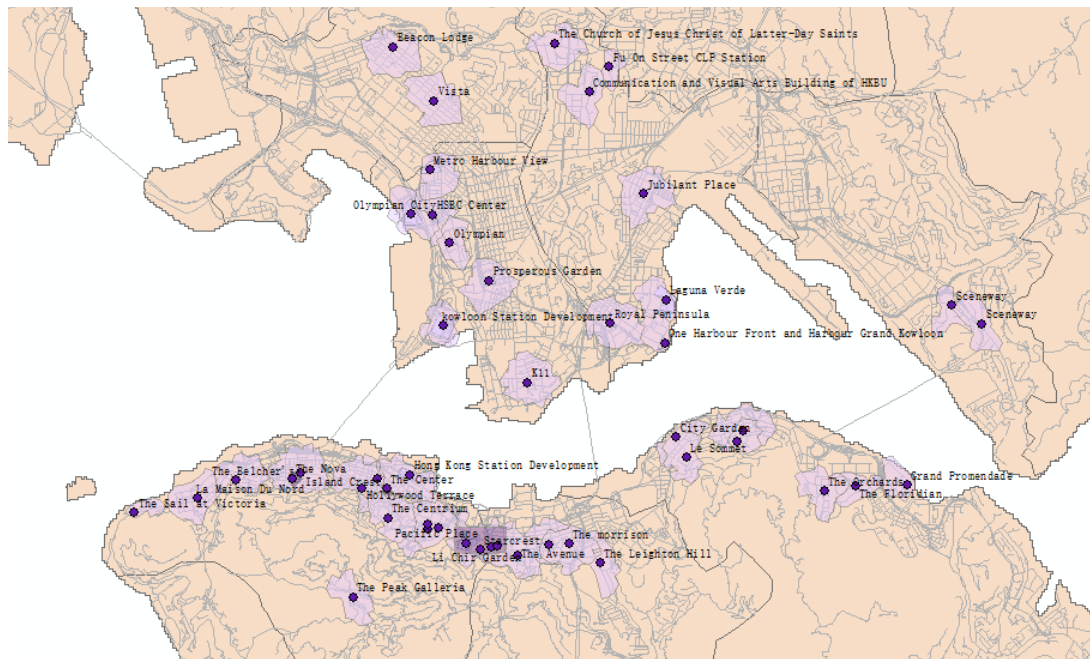 The Church of Jesus Christ of Latter-Day Saints
Beacon Lodge
Fu On Street CLP Station
Communication and Visual Arts Building of HKBU
Vista
Metro Harbour View
Jubilant Place
Olympian City
HSBC Center
Olympian
Prosperous Garden
Laguna Verde
Sceneway
kowloon Station Development
Royal Peninsula
Sceneway
One Harbour Front and Harbour Grand Kowloon
K11
City Garden
Le Sommet
Hong Kong Station Development
The Belcher's
The Nova
Island Crest
The Center
Grand Promendade
The Orchards
The Floridian
La Maison Du Nord
Hollywood Terrace
The Sail at Victoria
The Centrium
Pacific Place
Starcrest
The morrison
Li Chir Garden
The Avenue
The Leighton Hill
The Peak Galleria